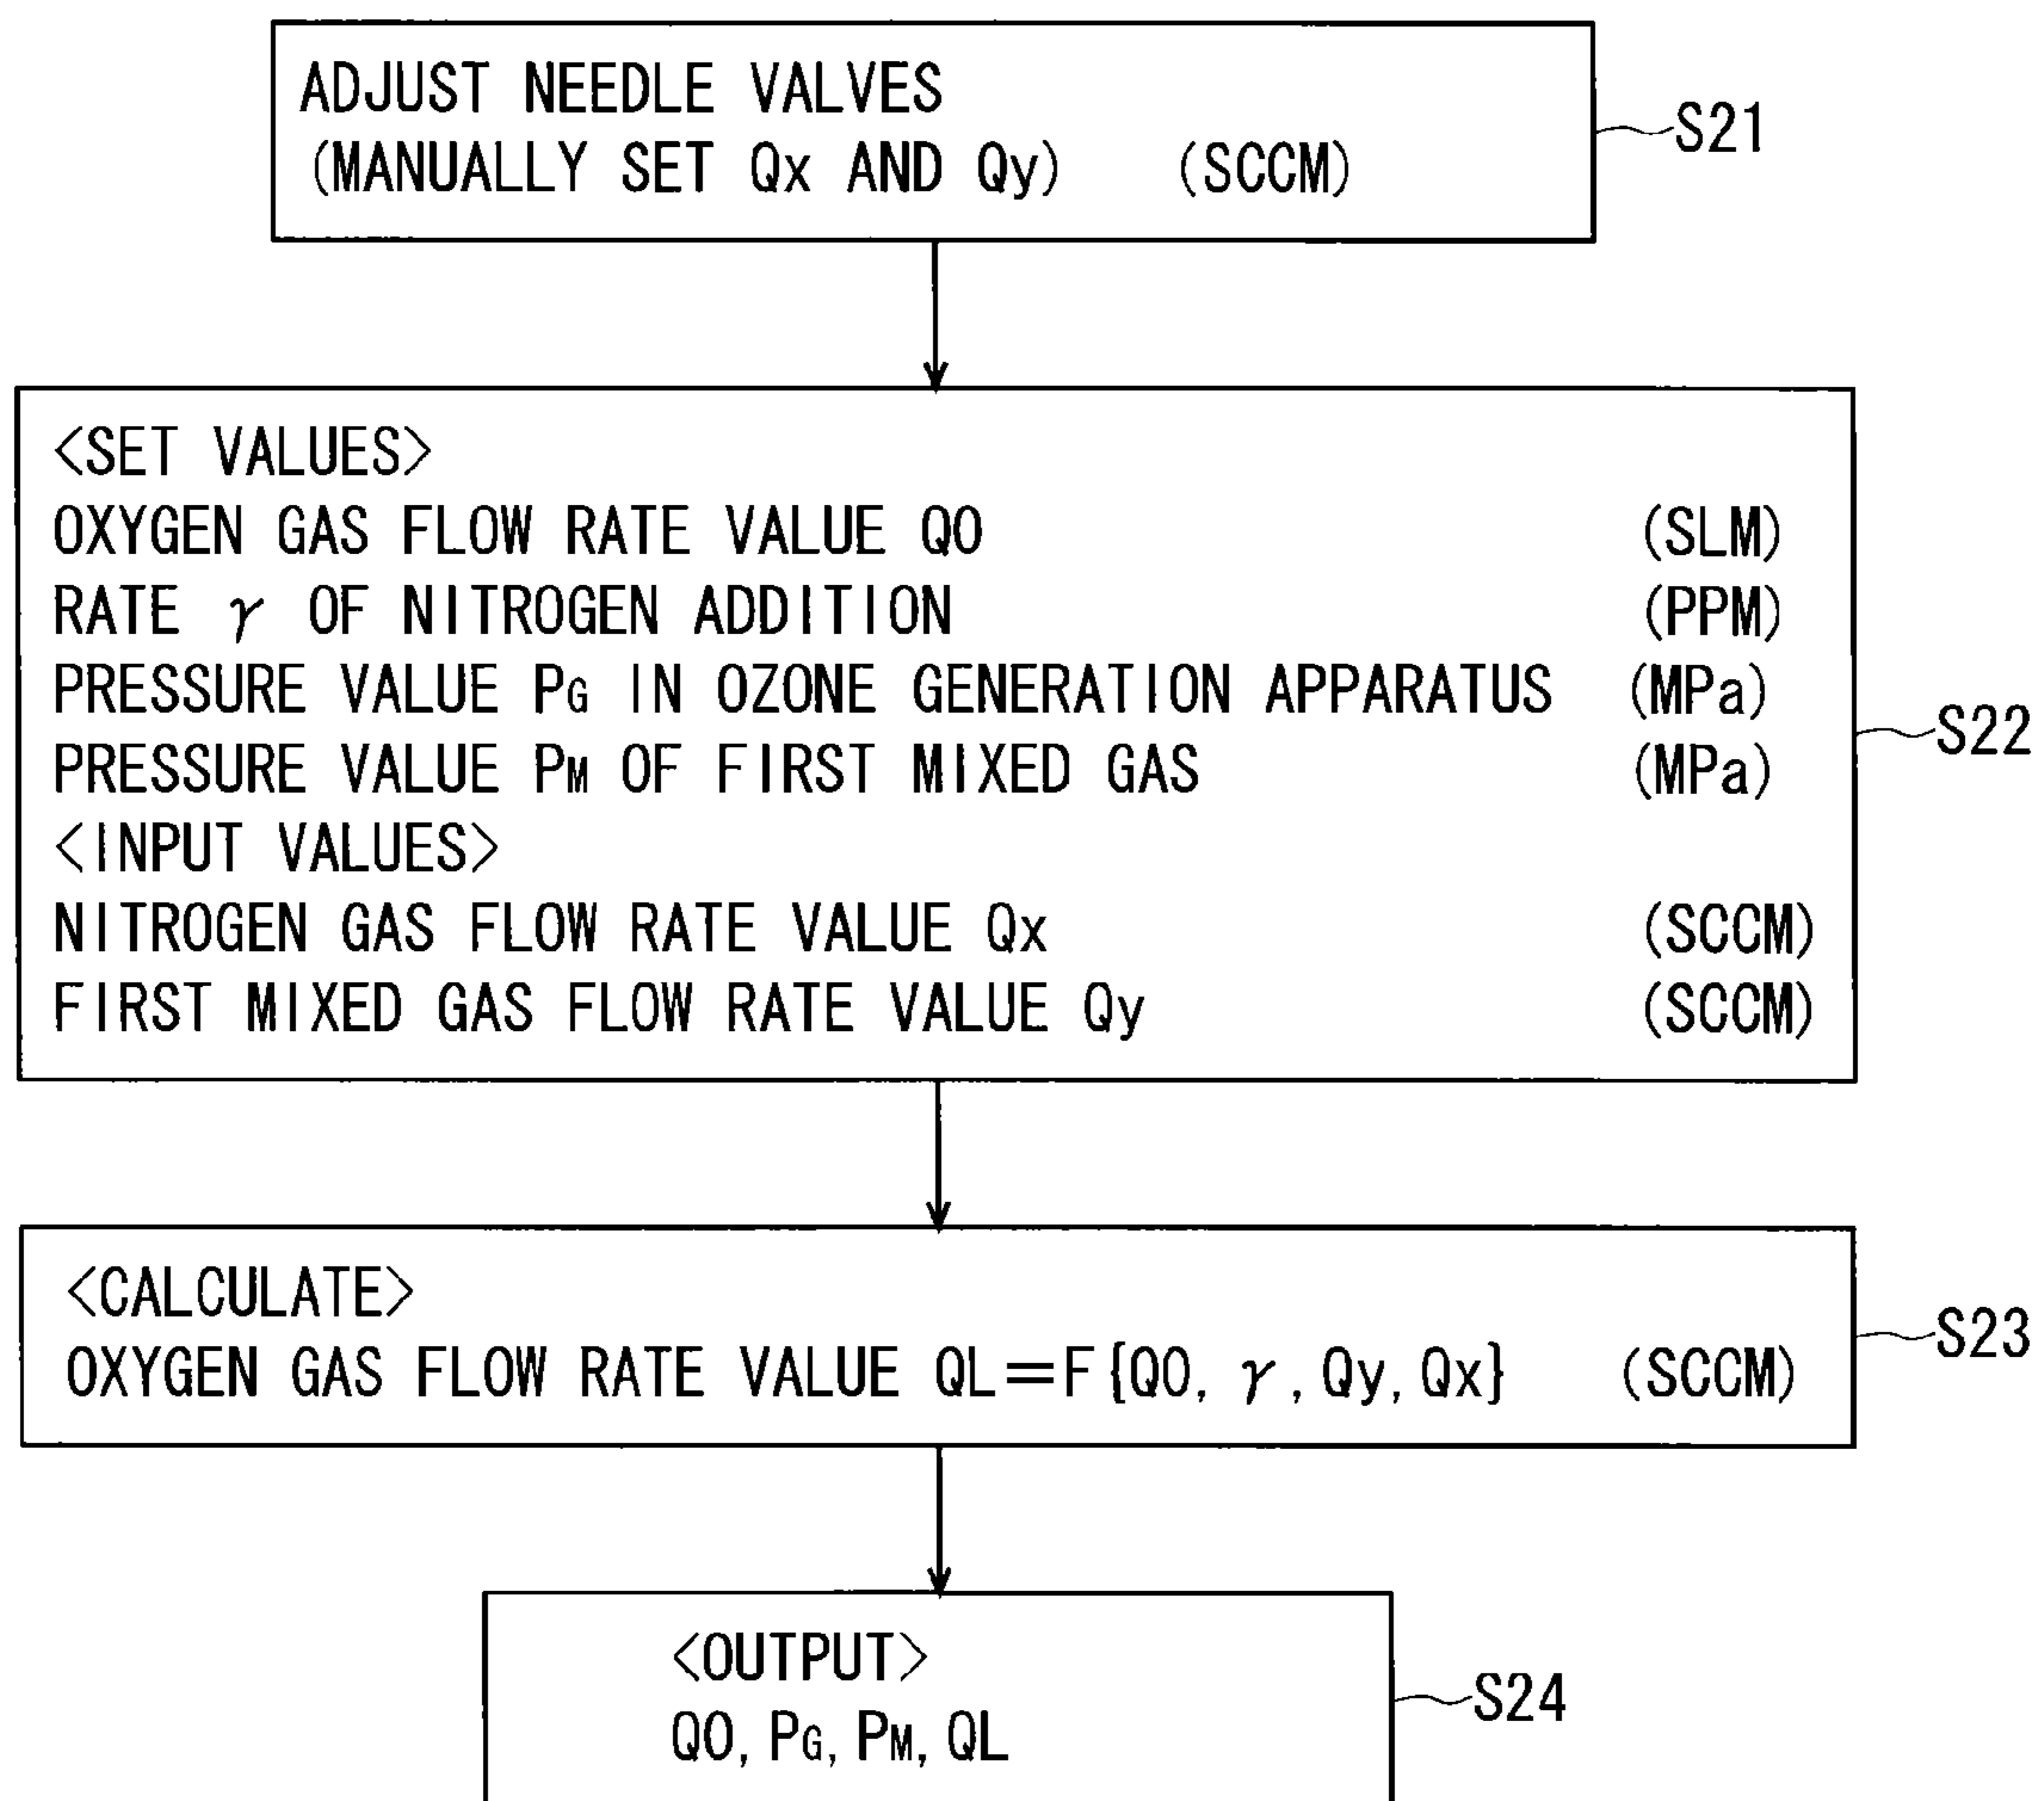 ADJUST NEEDLE VALVES
(MANUALLY SET Qx AND Qy) (SCCM)
S21
<SET VALUES>
OXYGEN GAS FLOW RATE VALUE Q0 (SLM)
RATE γ OF NITROGEN ADDITION (PPM)
PRESSURE VALUE PG IN OZONE GENERATION APPARATUS (MPa)
PRESSURE VALUE PM OF FIRST MIXED GAS (MPa)
<INPUT VALUES>
NITROGEN GAS FLOW RATE VALUE Qx (SCCM)
FIRST MIXED GAS FLOW RATE VALUE Qy (SCCM)
S22
<CALCULATE>
OXYGEN GAS FLOW RATE VALUE QL=F{Q0, γ, Qy, Qx} (SCCM)
S23
<OUTPUT>
Q0, PG, PM, QL
S24